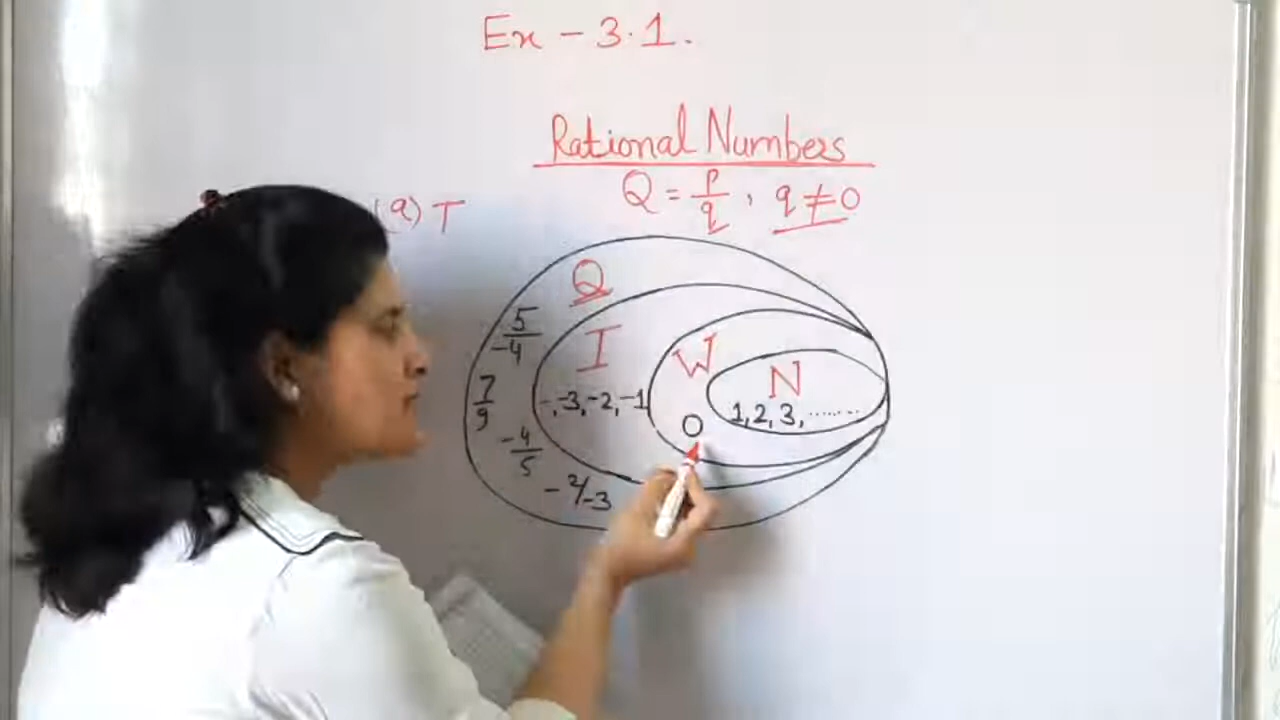 Ex - 3.1.
Rational Numbers
Q = p/q , q ≠ 0
(a) T
Q
5/-4
I
W
N
7/9
-, -3, -2, -1
0
1, 2, 3, ........
-4/5
-2/-3